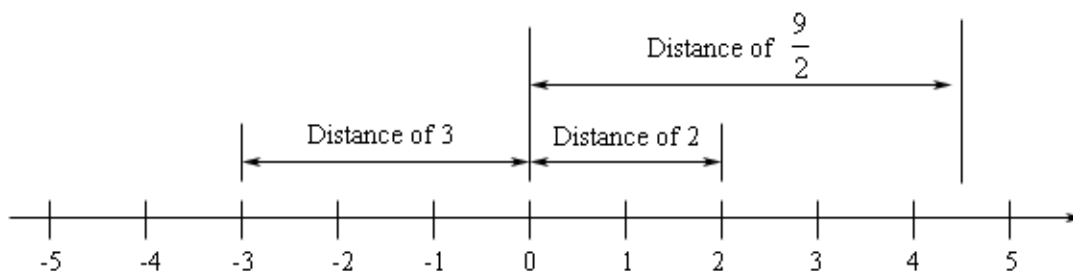 Distance of 9/2
Distance of 3
Distance of 2
-5 -4 -3 -2 -1 0 1 2 3 4 5